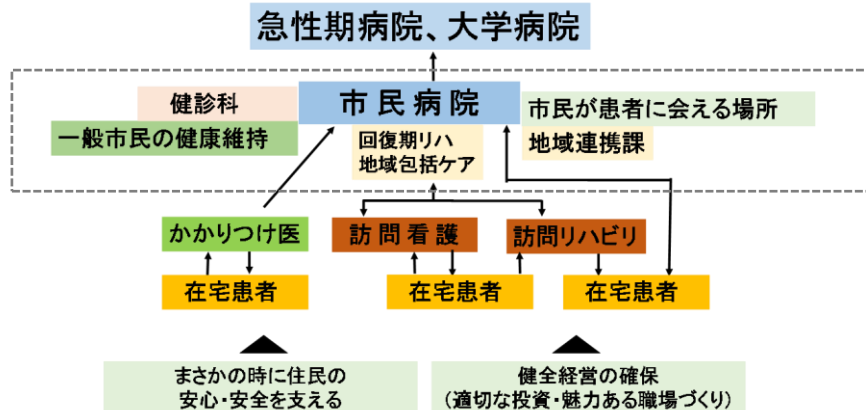 急性期病院、大学病院
健診科
市民病院
市民が患者に会える場所
一般市民の健康維持
回復期リハ
地域包括ケア
地域連携課
かかりつけ医
訪問看護
訪問リハビリ
在宅患者
在宅患者
在宅患者
まさかの時に住民の
安心・安全を支える
健全経営の確保
(適切な投資・魅力ある職場づくり)